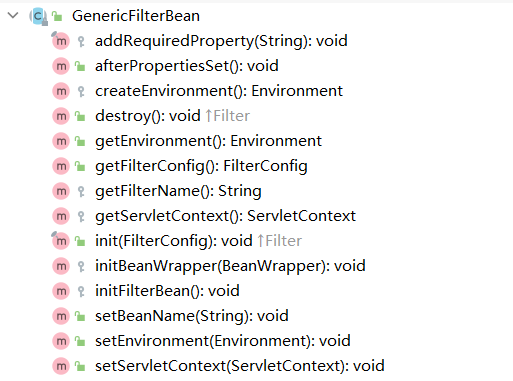 GenericFilterBean
addRequiredProperty(String): void
afterPropertiesSet(): void
createEnvironment(): Environment
destroy(): void ↑Filter
getEnvironment(): Environment
getFilterConfig(): FilterConfig
getFilterName(): String
getServletContext(): ServletContext
init(FilterConfig): void ↑Filter
initBeanWrapper(BeanWrapper): void
initFilterBean(): void
setBeanName(String): void
setEnvironment(Environment): void
setServletContext(ServletContext): void